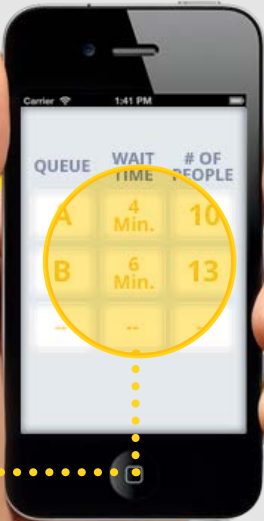 Carrier 1:41 PM
QUEUE WAIT TIME # OF PEOPLE
A 4 Min. 10
B 6 Min. 13
-- -- --